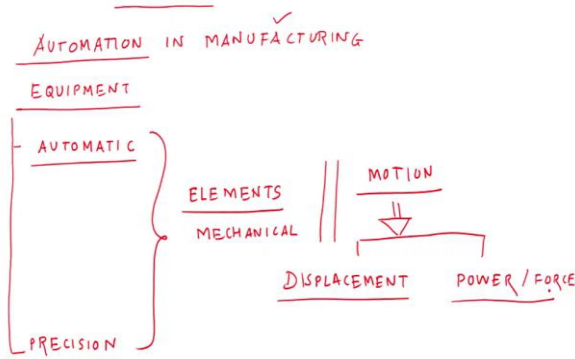 AUTOMATION IN MANUFACTURING
EQUIPMENT
- AUTOMATIC
ELEMENTS
MECHANICAL
MOTION
DISPLACEMENT
POWER/FORCE
PRECISION